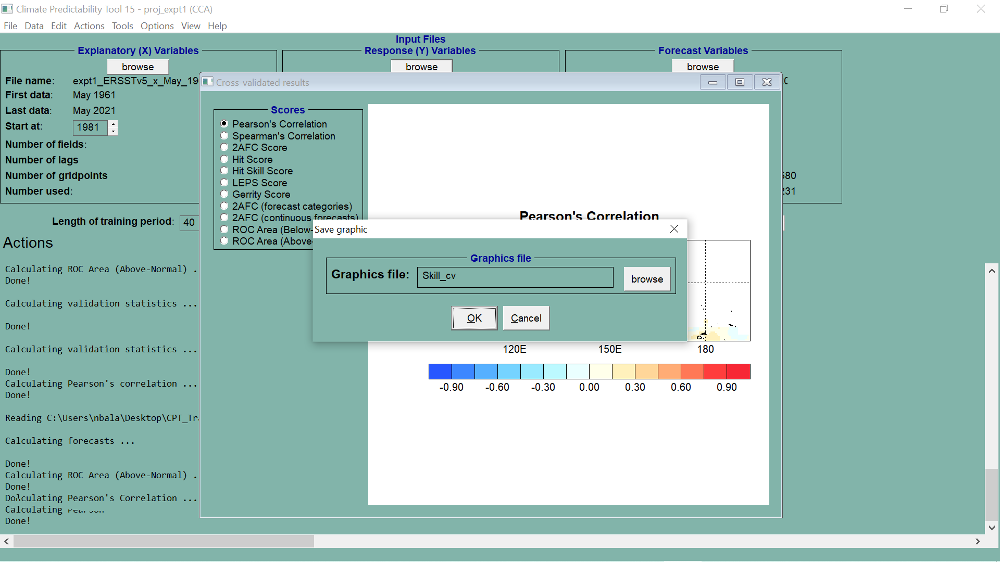 Climate Predictability Tool 15 - proj_expt1 (CCA)
File Data Edit Actions Tools Options View Help
Input Files
Explanatory (X) Variables
browse
File name: expt1_ERSSTv5_x_May_19
First data: May 1961
Last data: May 2021
Start at: 1981
Number of fields:
Number of lags
Number of gridpoints
Number used:
Response (Y) Variables
browse
Forecast Variables
browse
580
231
Length of training period: 40
Actions
Calculating ROC Area (Above-Normal) .
Done!
Calculating validation statistics ...
Done!
Calculating validation statistics ...
Done!
Calculating Pearson's correlation ...
Done!
Reading C:\Users\nbala\Desktop\CPT_Tr
Calculating forecasts ...
Done!
Calculating ROC Area (Above-Normal) .
Done!
culating Pearson's Correlation ...
Calculating Pearson
Done!
Cross-validated results
Scores
Pearson's Correlation
Spearman's Correlation
2AFC Score
Hit Score
Hit Skill Score
LEPS Score
Gerrity Score
2AFC (forecast categories)
2AFC (continuous forecasts)
ROC Area (Below-
ROC Area (Above-
Pearson's Correlation
120E 150E 180
-0.90 -0.60 -0.30 0.00 0.30 0.60 0.90
Save graphic
Graphics file
Graphics file: Skill_cv
browse
OK Cancel